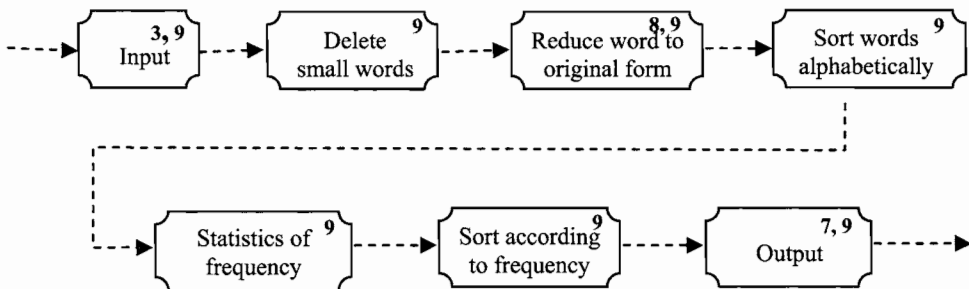 3, 9
Input
9
Delete
small words
8, 9
Reduce word to
original form
9
Sort words
alphabetically
9
Statistics of
frequency
9
Sort according
to frequency
7, 9
Output